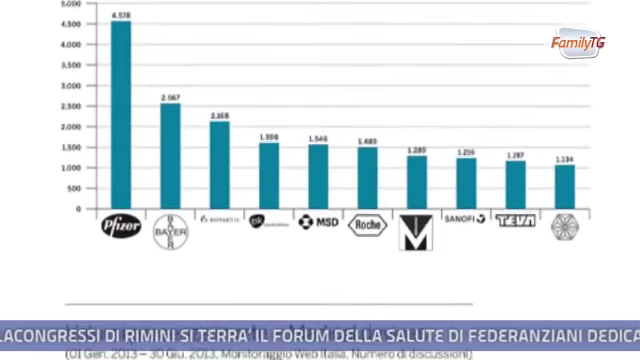 5.000
4.578
4.500
FamilyTG
4.000
3.500
3.000
2.567
2.500
2.168
2.000
1.598
1.546
1.489
1.500
1.289
1.216
1.197
1.134
1.000
0.500
0
Pfizer
BAYER
NOVARTIS
gsk
MSD
Roche
SANOFI
TEVA
LACONGRESSI DI RIMINI SI TERRA' IL FORUM DELLA SALUTE DI FEDERANZIANI DEDICA
(01 Gen. 2013 – 30 Giu. 2013, Monitoraggio Web Italia, Numero di discussioni)